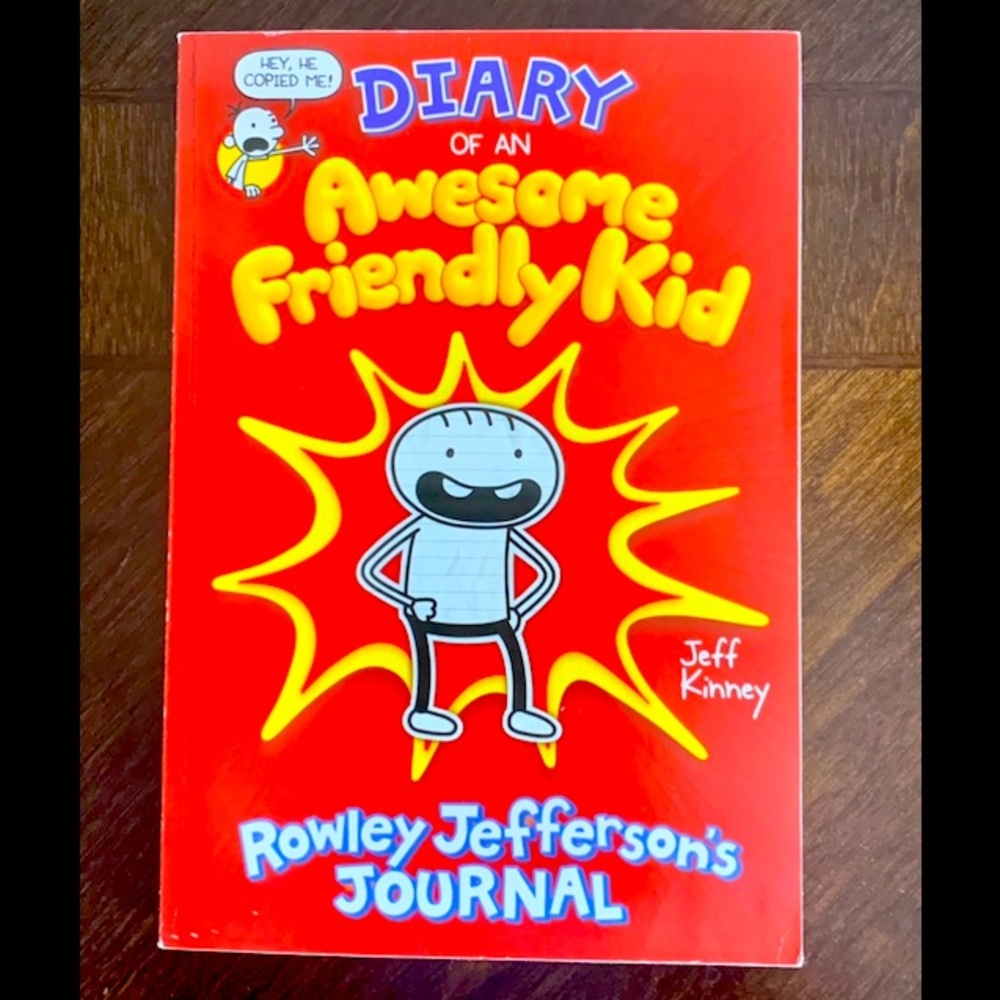 HEY, HE
COPIED ME!
DIARY
OF AN
Awesome
Friendly Kid
Jeff
Kinney
Rowley Jefferson's
JOURNAL